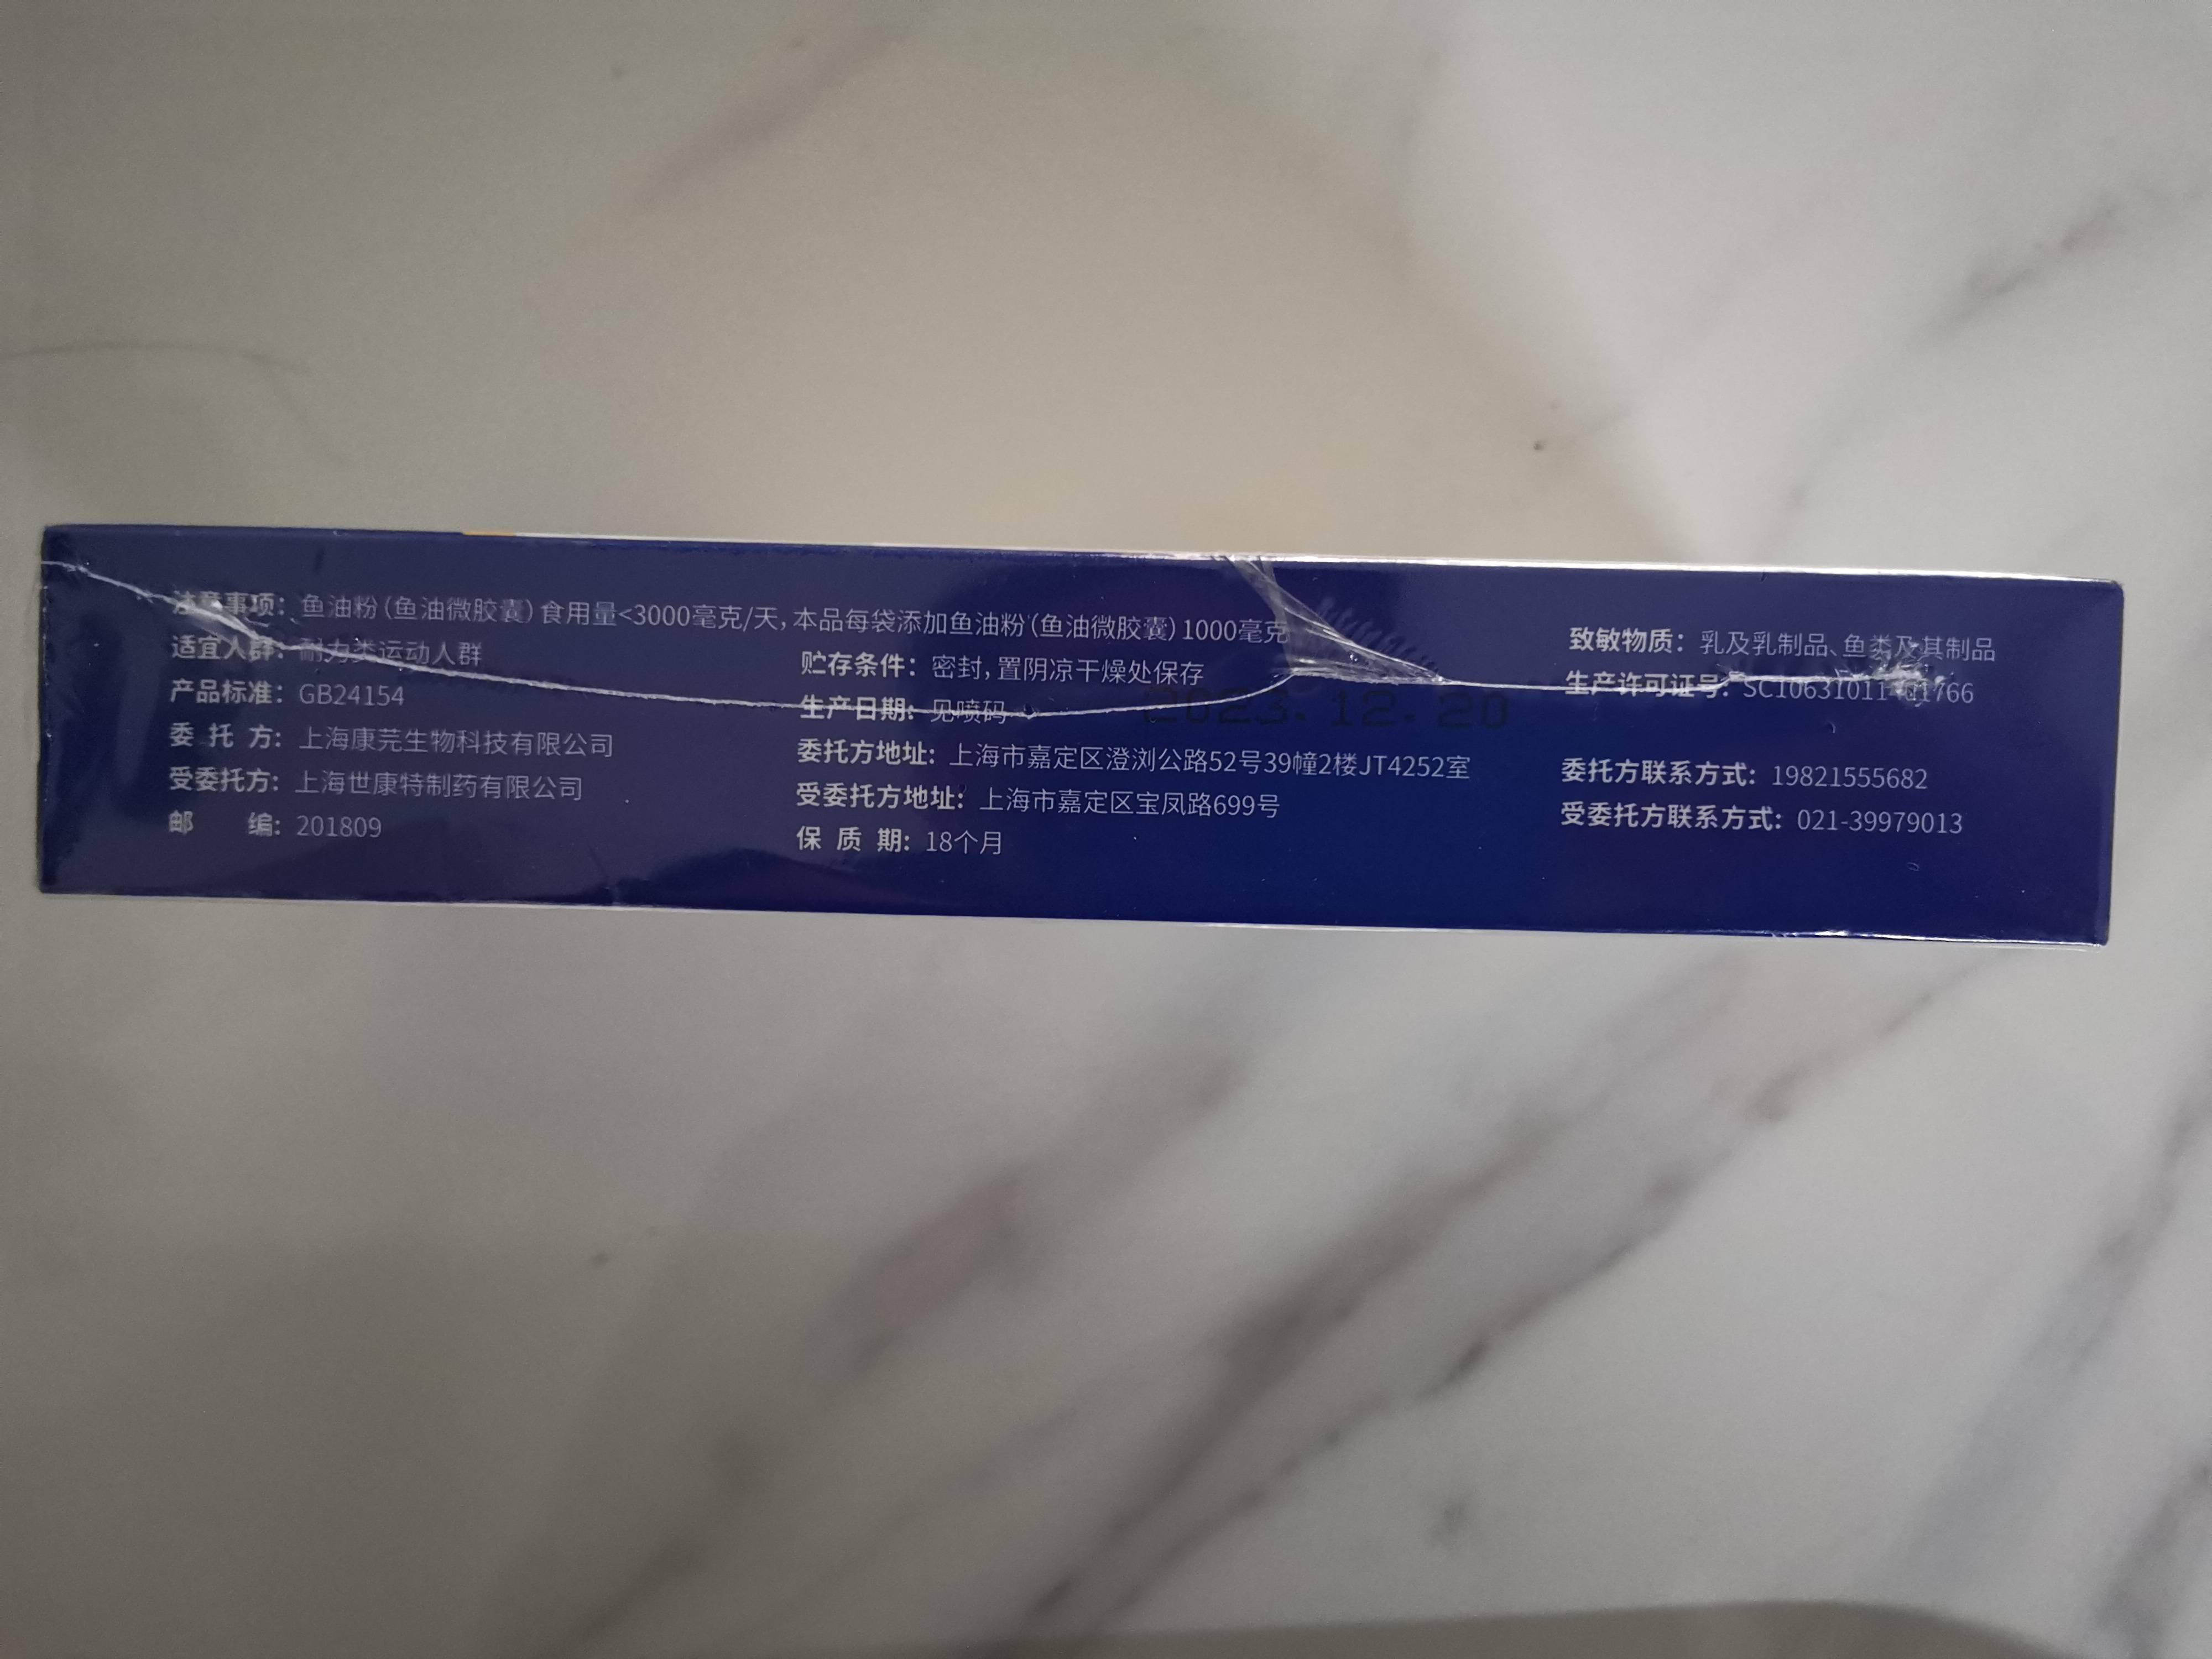 注意事项：鱼油粉（鱼油微胶囊）食用量<3000毫克/天，本品每袋添加鱼油粉（鱼油微胶囊）1000毫克
适宜人群：耐力类运动人群
产品标准：GB24154
委 托 方：上海康芫生物科技有限公司
受委托方：上海世康特制药有限公司
邮 编：201809
贮存条件：密封，置阴凉干燥处保存
生产日期：见喷码
2023.12.20
委托方地址：上海市嘉定区澄浏公路52号39幢2楼JT4252室
受委托方地址：上海市嘉定区宝凤路699号
保 质 期：18个月
致敏物质：乳及乳制品、鱼类及其制品
生产许可证号：
委托方联系方式：19821555682
受委托方联系方式：021-39979013